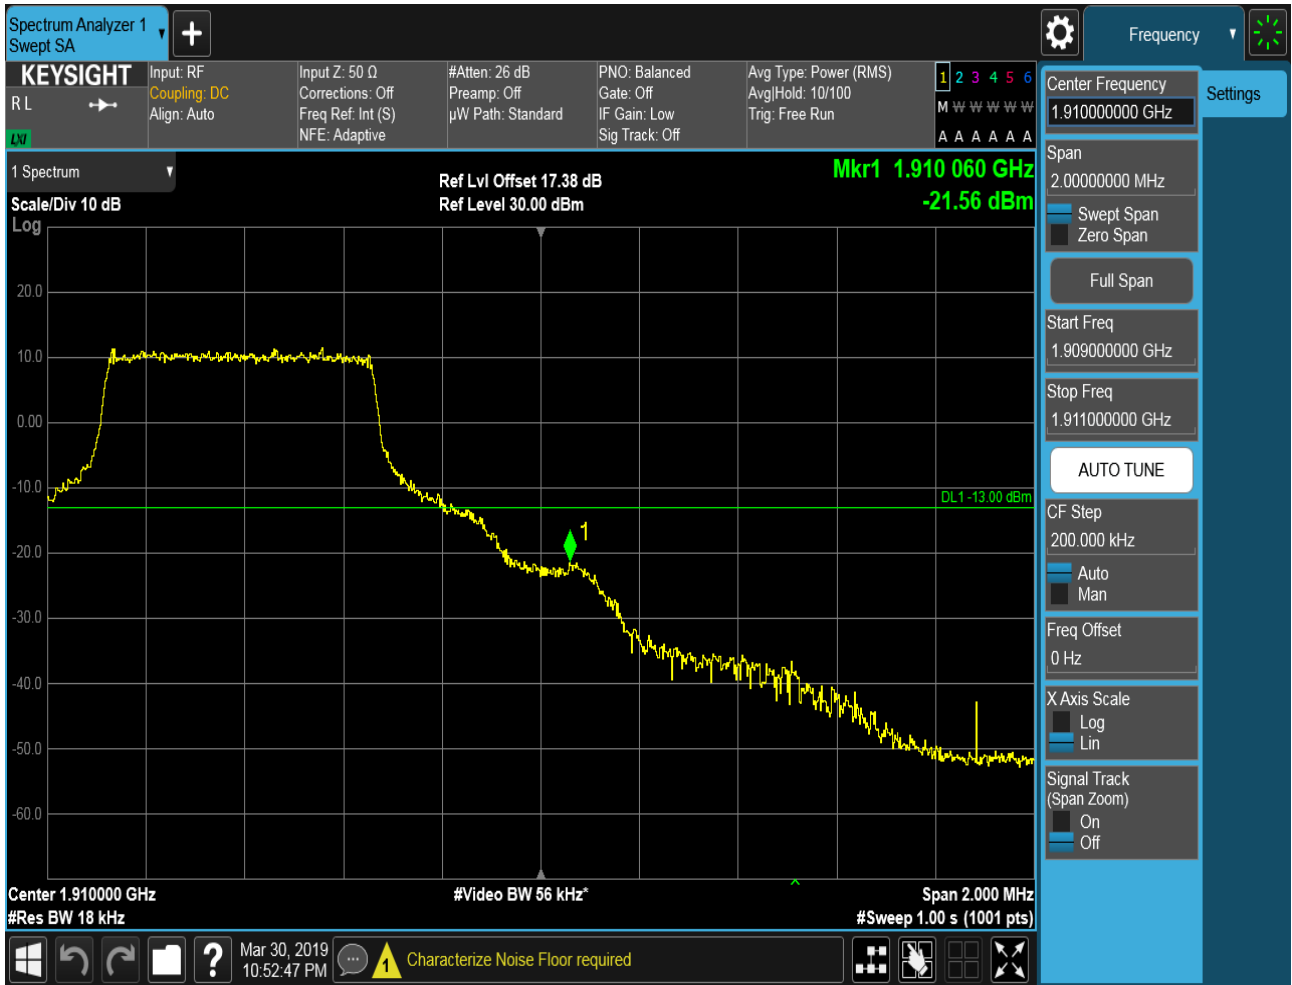 Spectrum Analyzer 1
Swept SA
Frequency
KEYSIGHT
R L
LXI
Input: RF
Coupling: DC
Align: Auto
Input Z: 50 Ω
Corrections: Off
Freq Ref: Int (S)
NFE: Adaptive
#Atten: 26 dB
Preamp: Off
µW Path: Standard
PNO: Balanced
Gate: Off
IF Gain: Low
Sig Track: Off
Avg Type: Power (RMS)
Avg|Hold: 10/100
Trig: Free Run
1 2 3 4 5 6
M W W W W W
A A A A A A
1 Spectrum
Scale/Div 10 dB
Log
Ref Lvl Offset 17.38 dB
Ref Level 30.00 dBm
Mkr1 1.910 060 GHz
-21.56 dBm
20.0
10.0
0.00
-10.0
-20.0
-30.0
-40.0
-50.0
-60.0
DL1 -13.00 dBm
1
Center 1.910000 GHz
#Res BW 18 kHz
#Video BW 56 kHz*
Span 2.000 MHz
#Sweep 1.00 s (1001 pts)
Center Frequency
1.910000000 GHz
Settings
Span
2.00000000 MHz
Swept Span
Zero Span
Full Span
Start Freq
1.909000000 GHz
Stop Freq
1.911000000 GHz
AUTO TUNE
CF Step
200.000 kHz
Auto
Man
Freq Offset
0 Hz
X Axis Scale
Log
Lin
Signal Track
(Span Zoom)
On
Off
?
Mar 30, 2019
10:52:47 PM
1
Characterize Noise Floor required